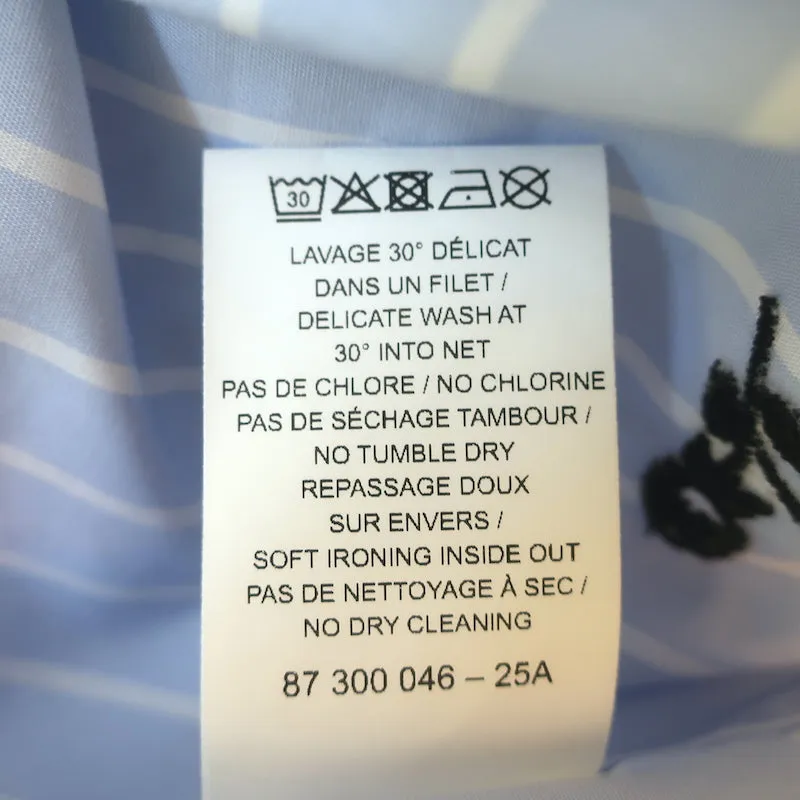 30
LAVAGE 30° DÉLICAT
DANS UN FILET /
DELICATE WASH AT
30° INTO NET
PAS DE CHLORE / NO CHLORINE
PAS DE SÉCHAGE TAMBOUR /
NO TUMBLE DRY
REPASSAGE DOUX
SUR ENVERS /
SOFT IRONING INSIDE OUT
PAS DE NETTOYAGE À SEC /
NO DRY CLEANING
87 300 046 – 25A